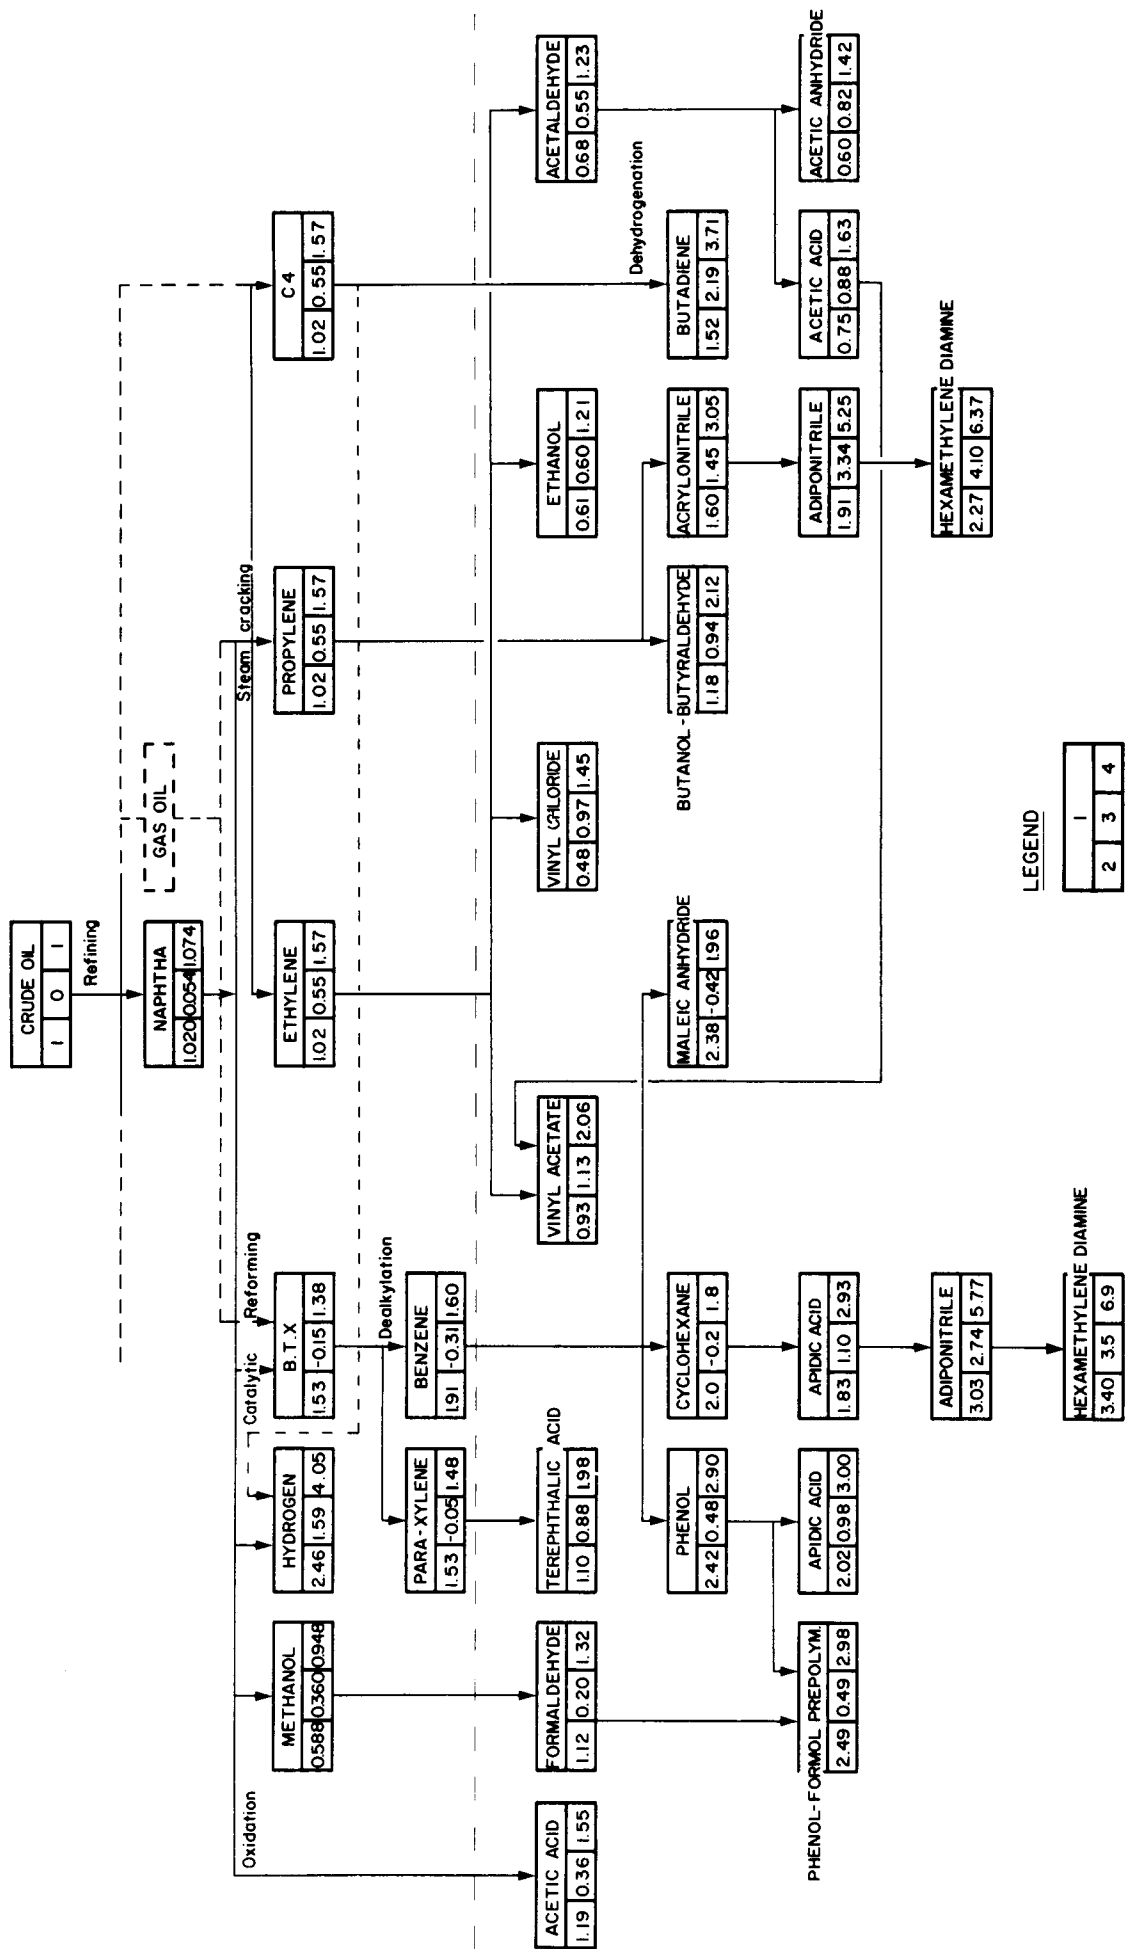 CRUDE OIL
1 0 1
Refining
NAPHTHA
1.020 0.054 1.074
GAS OIL
Oxidation
Catalytic Reforming
Steam cracking
METHANOL
0.588 0.360 0.948
HYDROGEN
2.46 1.59 4.05
B.T.X
1.53 -0.15 1.38
ETHYLENE
1.02 0.55 1.57
PROPYLENE
1.02 0.55 1.57
C4
1.02 0.55 1.57
Dealkylation
PARA-XYLENE
1.53 -0.05 1.48
BENZENE
1.91 -0.31 1.60
ACETIC ACID
1.19 0.36 1.55
FORMALDEHYDE
1.12 0.20 1.32
TEREPHTHALIC ACID
1.10 0.88 1.98
VINYL ACETATE
0.93 1.13 2.06
VINYL CHLORIDE
0.48 0.97 1.45
ETHANOL
0.61 0.60 1.21
ACETALDEHYDE
0.68 0.55 1.23
Dehydrogenation
PHENOL
2.42 0.48 2.90
CYCLOHEXANE
2.0 -0.2 1.8
MALEIC ANHYDRIDE
2.38 -0.42 1.96
BUTANOL-BUTYRALDEHYDE
1.18 0.94 2.12
ACRYLONITRILE
1.60 1.45 3.05
BUTADIENE
1.52 2.19 3.71
PHENOL-FORMOL PREPOLYM.
2.49 0.49 2.98
APIDIC ACID
2.02 0.98 3.00
APIDIC ACID
1.83 1.10 2.93
ADIPONITRILE
1.91 3.34 5.25
ACETIC ACID
0.75 0.88 1.63
ACETIC ANHYDRIDE
0.60 0.82 1.42
ADIPONITRILE
3.03 2.74 5.77
HEXAMETHYLENE DIAMINE
2.27 4.10 6.37
HEXAMETHYLENE DIAMINE
3.40 3.5 6.9
LEGEND
1
2 3 4